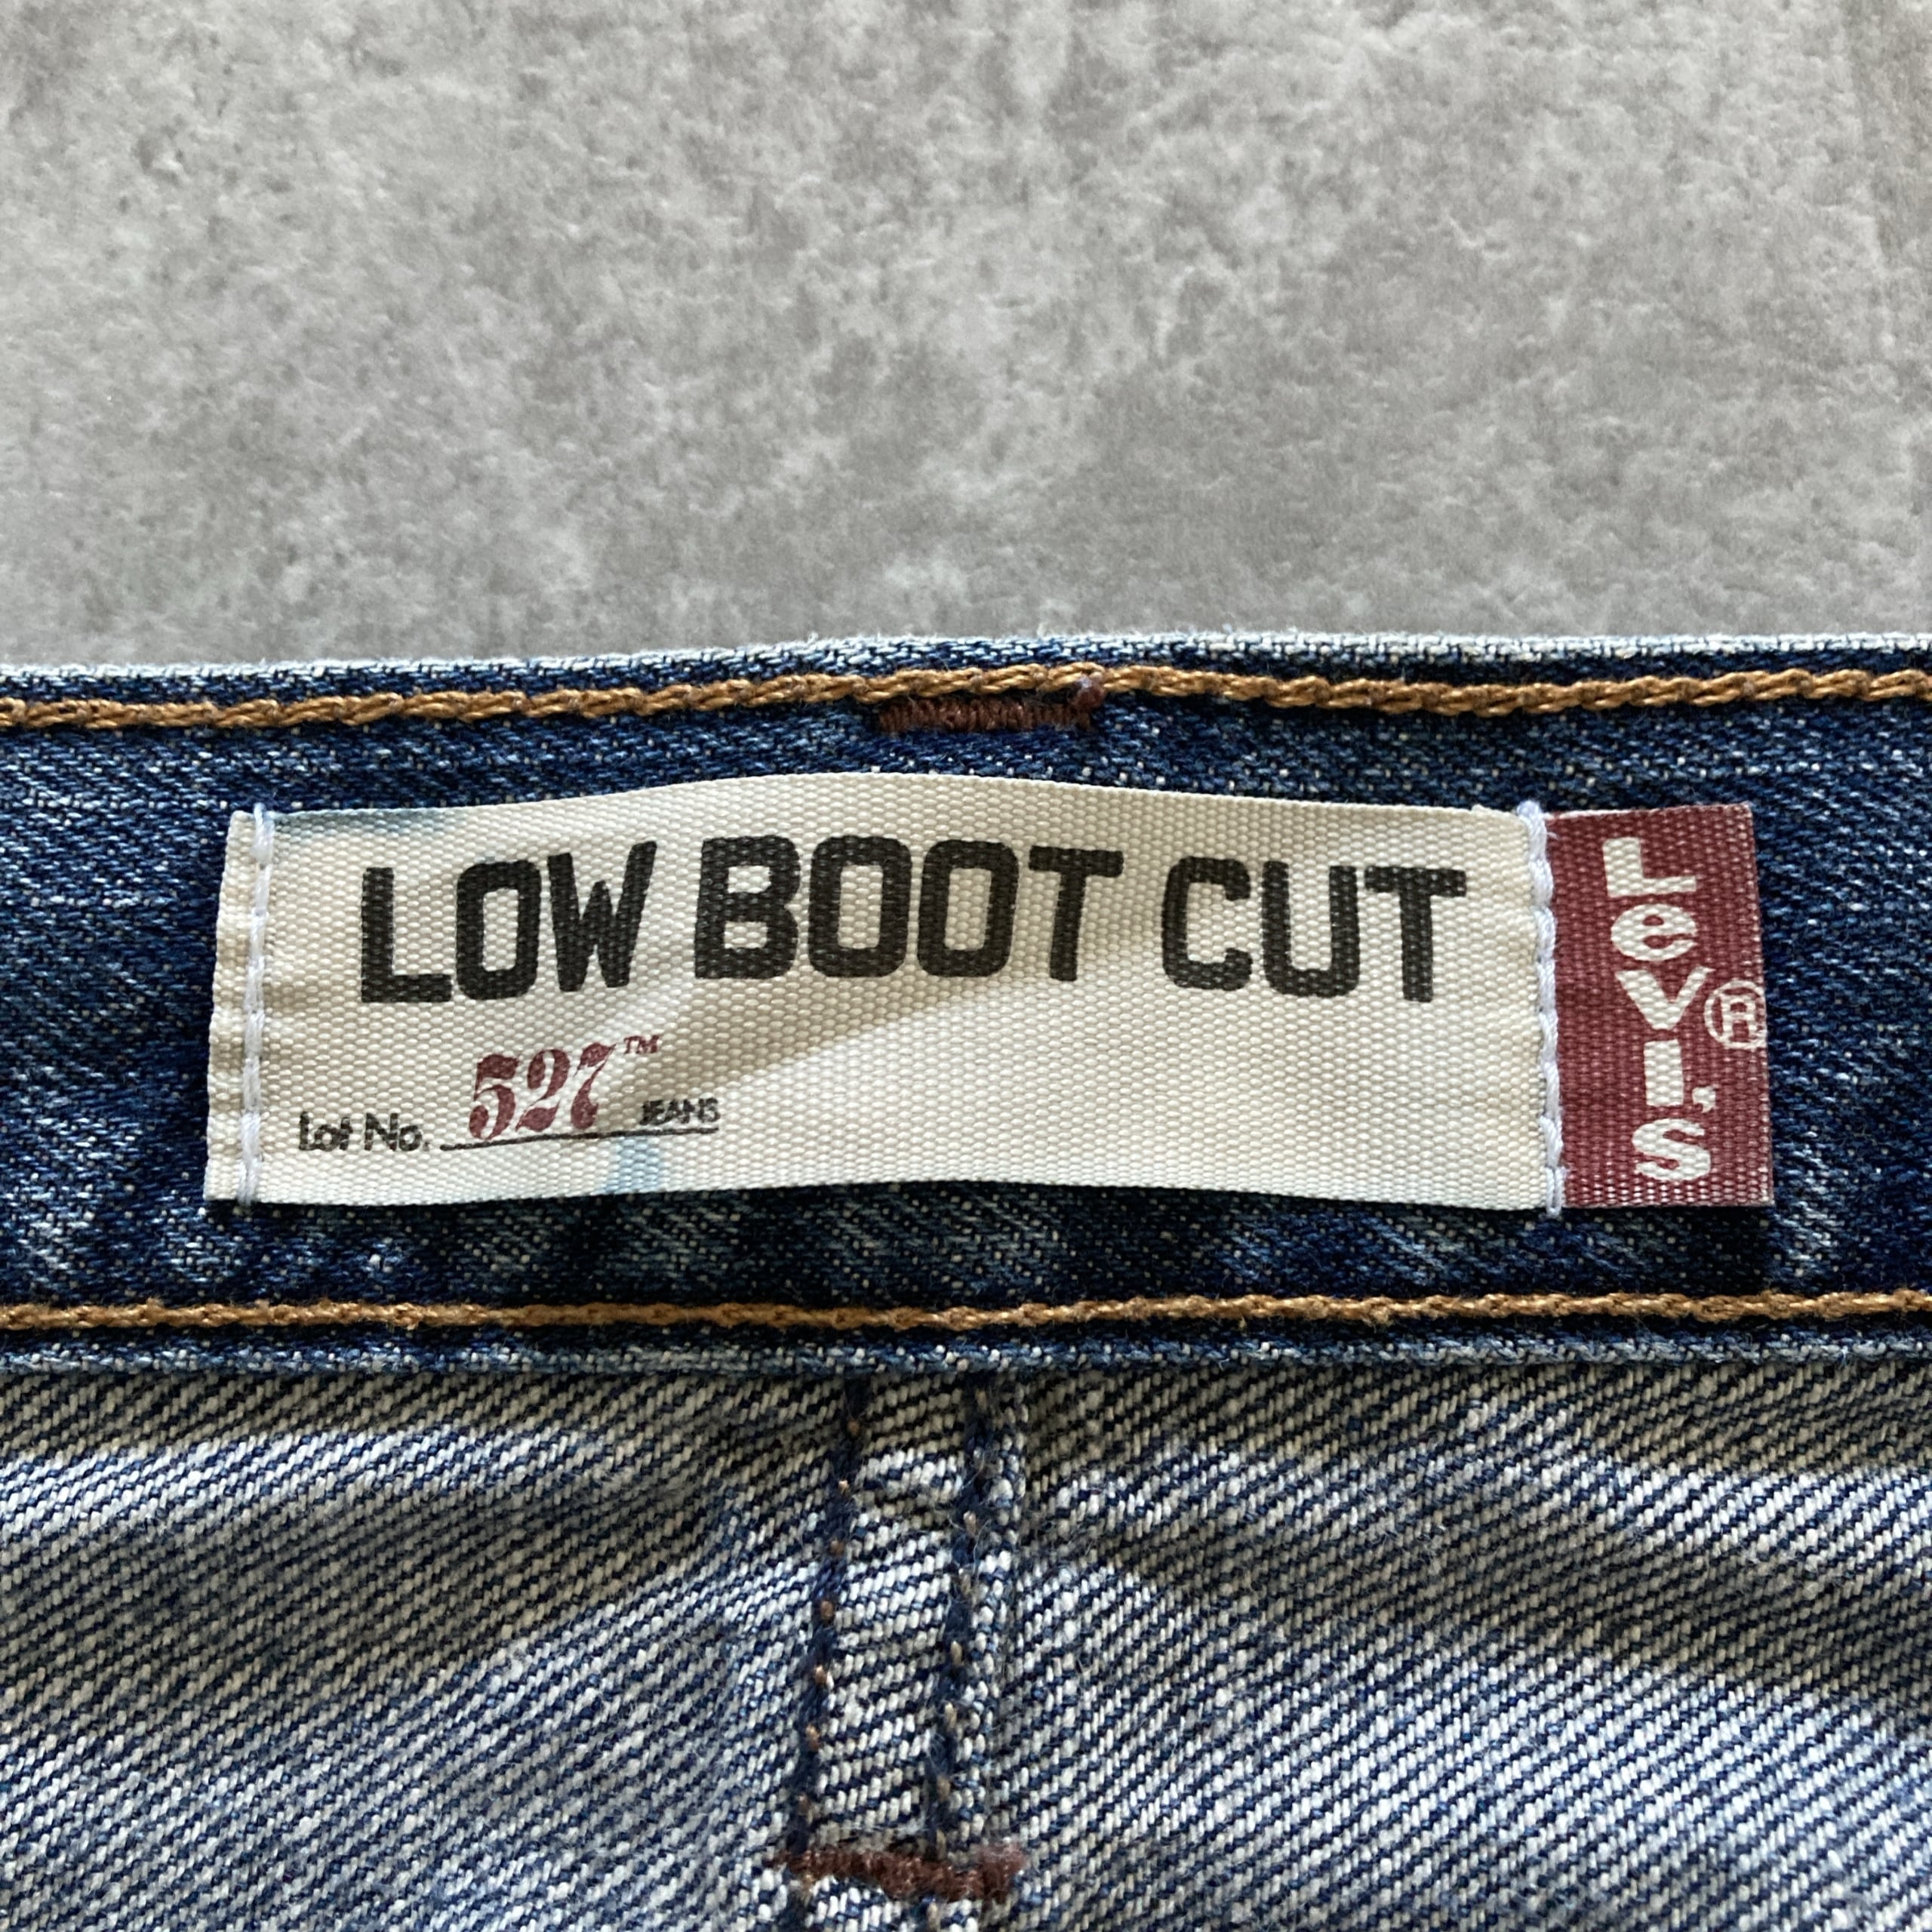 LOW BOOT CUT
Lot No. 527™ JEANS
LeVI'S®